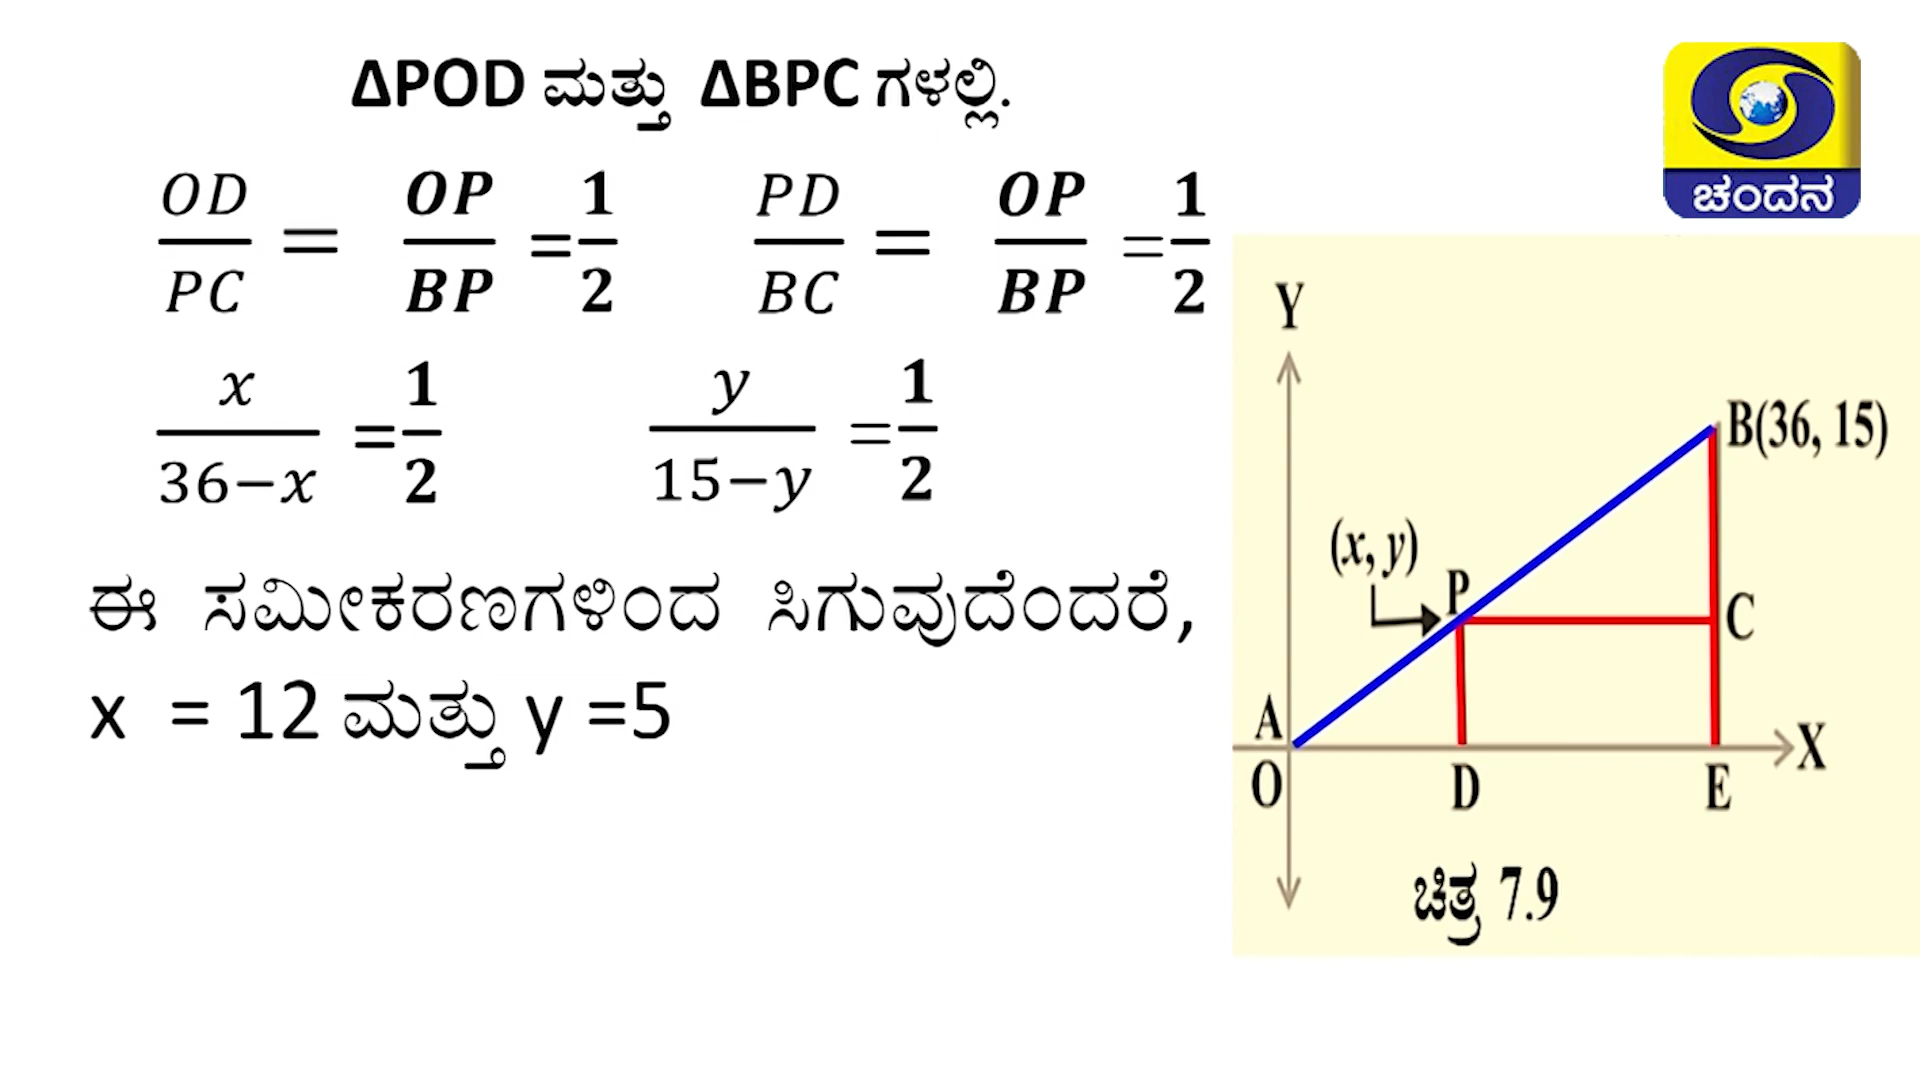 ΔPOD ಮತ್ತು ΔBPC ಗಳಲ್ಲಿ.
OD/PC = OP/BP =1/2 PD/BC = OP/BP =1/2
x/(36−x) =1/2 y/(15−y) =1/2
ಈ ಸಮೀಕರಣಗಳಿಂದ ಸಿಗುವುದೆಂದರೆ,
x = 12 ಮತ್ತು y =5
ಚಂದನ
Y
B(36, 15)
(x, y)
P
C
A
X
O
D
E
ಚಿತ್ರ 7.9